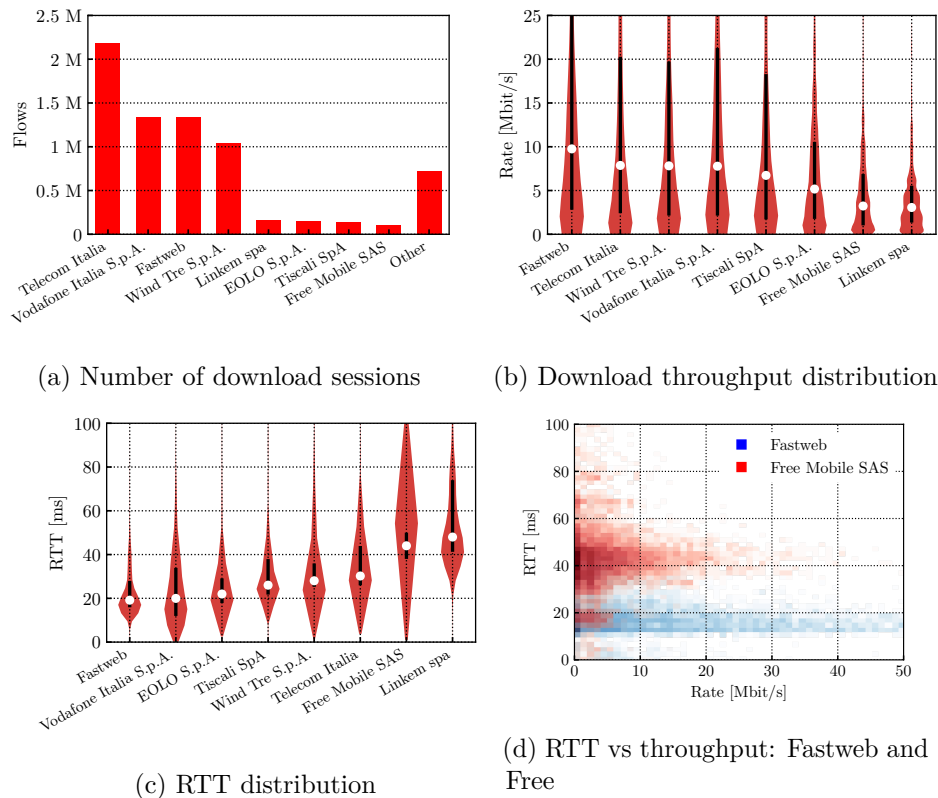 2.5 M
2 M
1.5 M
1 M
0.5 M
0
Flows
Telecom Italia
Vodafone Italia S.p.A.
Fastweb
Wind Tre S.p.A.
Linkem spa
EOLO S.p.A.
Tiscali SpA
Free Mobile SAS
Other
(a) Number of download sessions
25
20
15
10
5
0
Rate [Mbit/s]
Fastweb
Telecom Italia
Wind Tre S.p.A.
Vodafone Italia S.p.A.
Tiscali SpA
EOLO S.p.A.
Free Mobile SAS
Linkem spa
(b) Download throughput distribution
100
80
60
40
20
0
RTT [ms]
Fastweb
Vodafone Italia S.p.A.
EOLO S.p.A.
Tiscali SpA
Wind Tre S.p.A.
Telecom Italia
Free Mobile SAS
Linkem spa
(c) RTT distribution
100
80
60
40
20
0
RTT [ms]
Fastweb
Free Mobile SAS
0 10 20 30 40 50
Rate [Mbit/s]
(d) RTT vs throughput: Fastweb and
Free